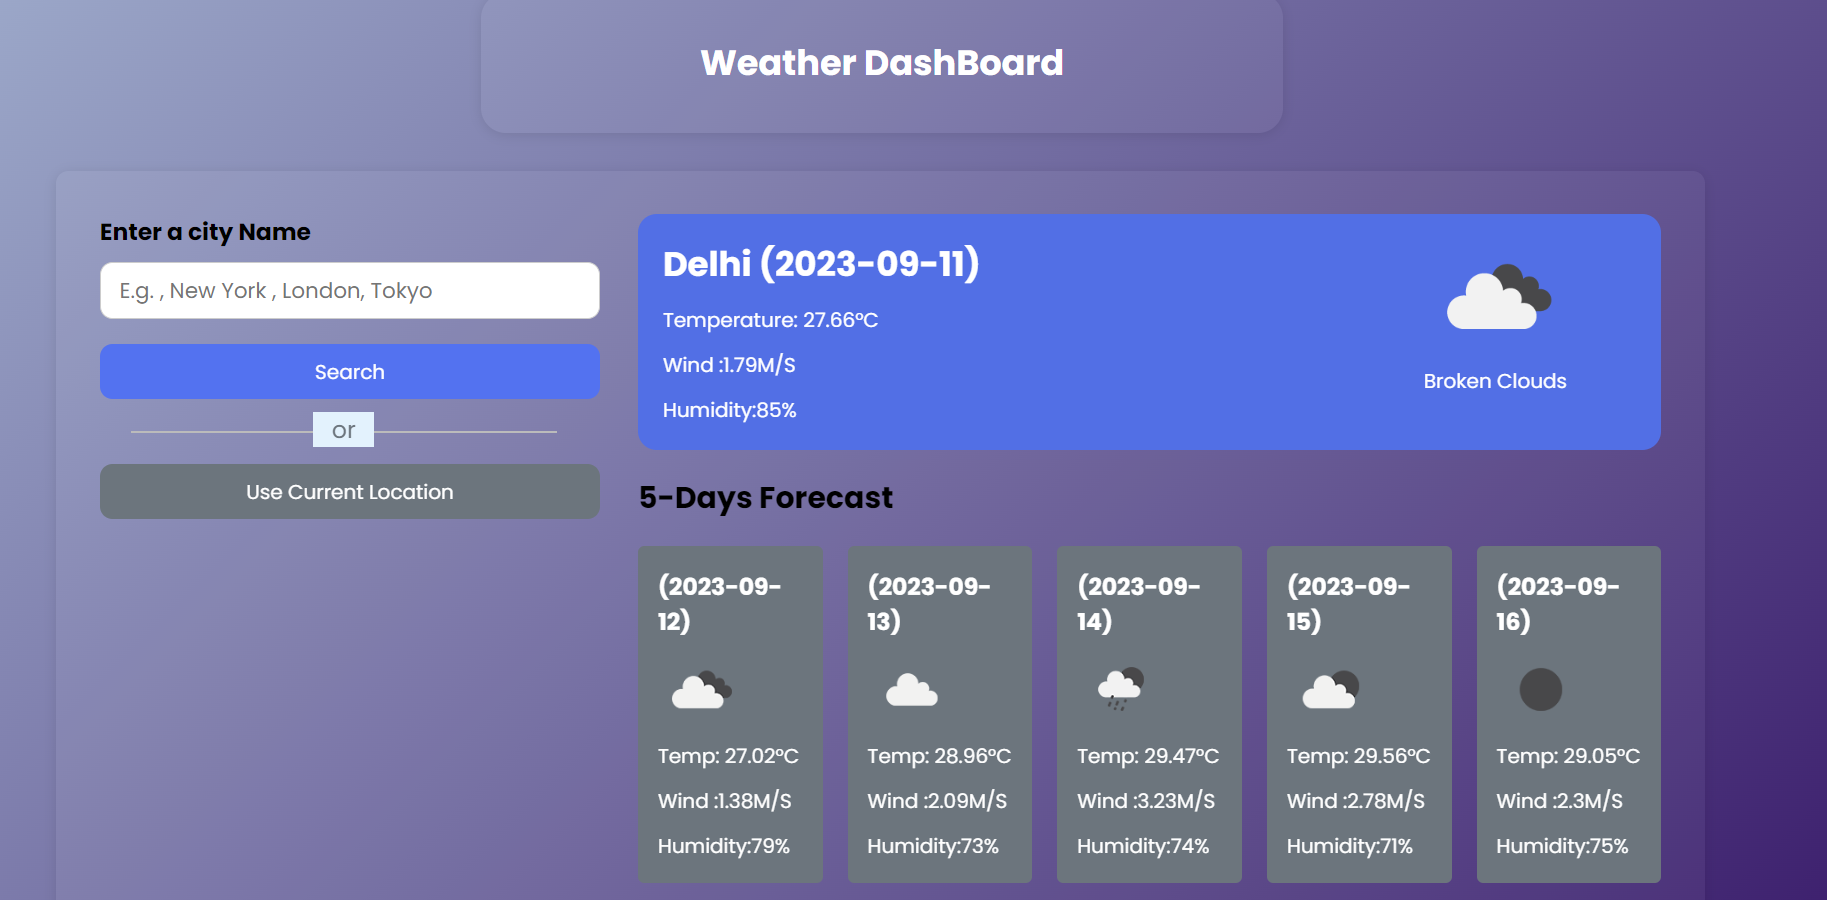 Weather DashBoard
Enter a city Name
E.g. , New York , London, Tokyo
Search
or
Use Current Location
Delhi (2023-09-11)
Temperature: 27.66°C
Wind :1.79M/S
Humidity:85%
Broken Clouds
5-Days Forecast
(2023-09-
12)
Temp: 27.02°C
Wind :1.38M/S
Humidity:79%
(2023-09-
13)
Temp: 28.96°C
Wind :2.09M/S
Humidity:73%
(2023-09-
14)
Temp: 29.47°C
Wind :3.23M/S
Humidity:74%
(2023-09-
15)
Temp: 29.56°C
Wind :2.78M/S
Humidity:71%
(2023-09-
16)
Temp: 29.05°C
Wind :2.3M/S
Humidity:75%